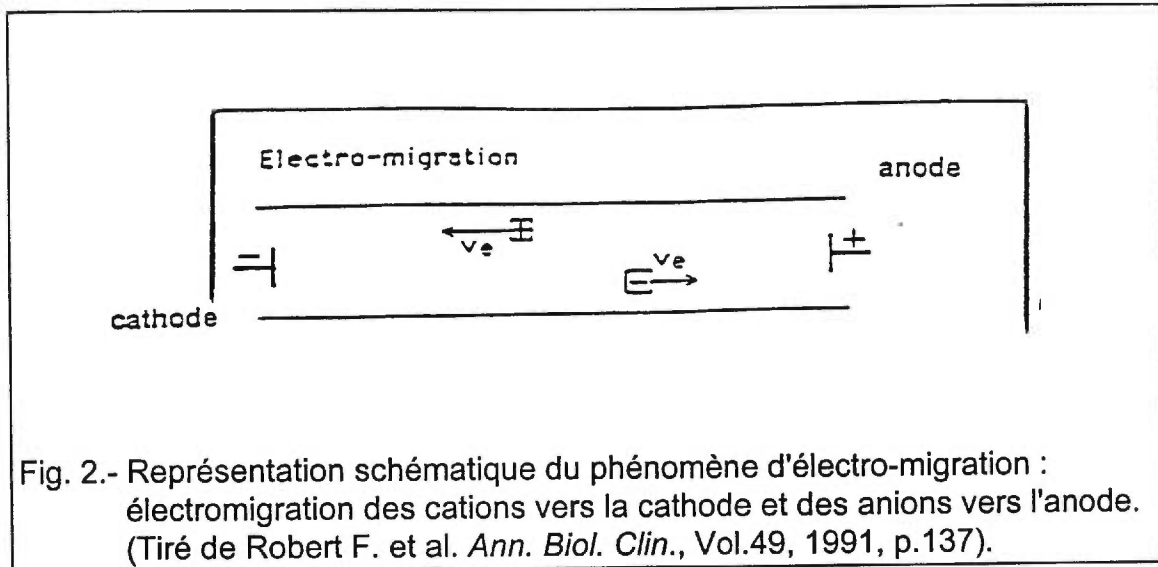 Electro-migration
anode
ve
+
-
- ve
+
cathode
Fig. 2.- Représentation schématique du phénomène d'électro-migration :
électromigration des cations vers la cathode et des anions vers l'anode.
(Tiré de Robert F. et al. Ann. Biol. Clin., Vol.49, 1991, p.137).